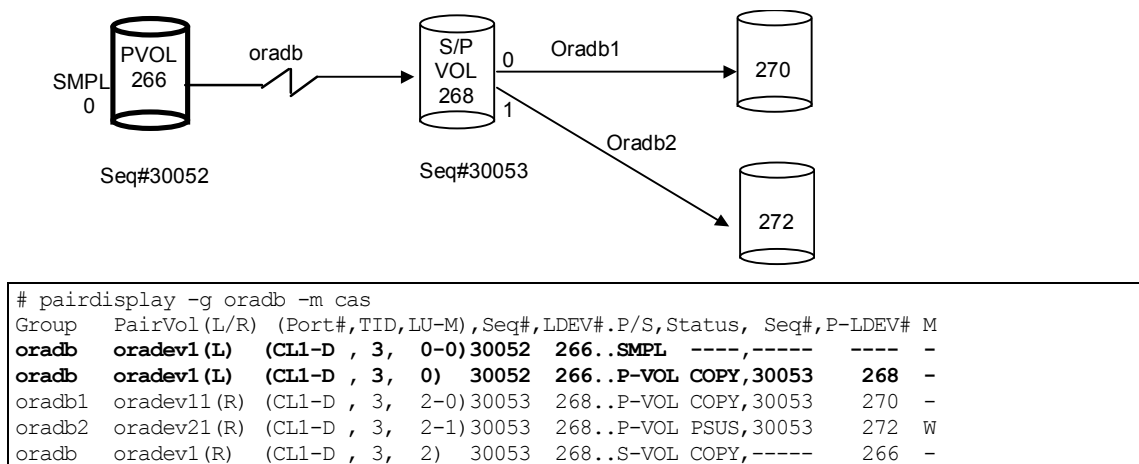 PVOL
266
SMPL
0
oradb
S/P
VOL
268
0
1
Oradb1
270
Oradb2
272
Seq#30052
Seq#30053
# pairdisplay -g oradb -m cas
Group PairVol(L/R) (Port#,TID,LU-M),Seq#,LDEV#.P/S,Status, Seq#,P-LDEV# M
oradb oradev1(L) (CL1-D , 3, 0-0)30052 266..SMPL ----,----- ---- -
oradb oradev1(L) (CL1-D , 3, 0) 30052 266..P-VOL COPY,30053 268 -
oradb1 oradev11(R) (CL1-D , 3, 2-0)30053 268..P-VOL COPY,30053 270 -
oradb2 oradev21(R) (CL1-D , 3, 2-1)30053 268..P-VOL PSUS,30053 272 W
oradb oradev1(R) (CL1-D , 3, 2) 30053 268..S-VOL COPY,----- 266 -